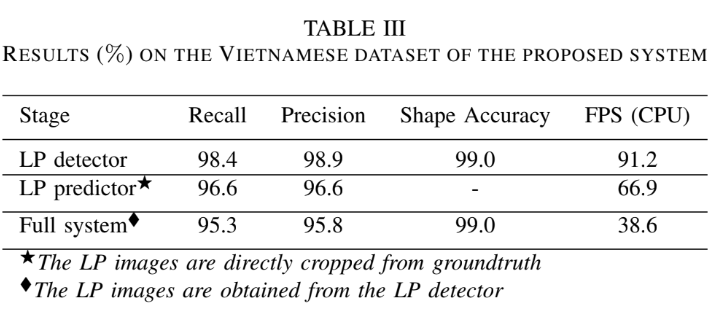 TABLE III
RESULTS (%) ON THE VIETNAMESE DATASET OF THE PROPOSED SYSTEM
Stage Recall Precision Shape Accuracy FPS (CPU)
LP detector 98.4 98.9 99.0 91.2
LP predictor★ 96.6 96.6 - 66.9
Full system♦ 95.3 95.8 99.0 38.6
★The LP images are directly cropped from groundtruth
♦The LP images are obtained from the LP detector